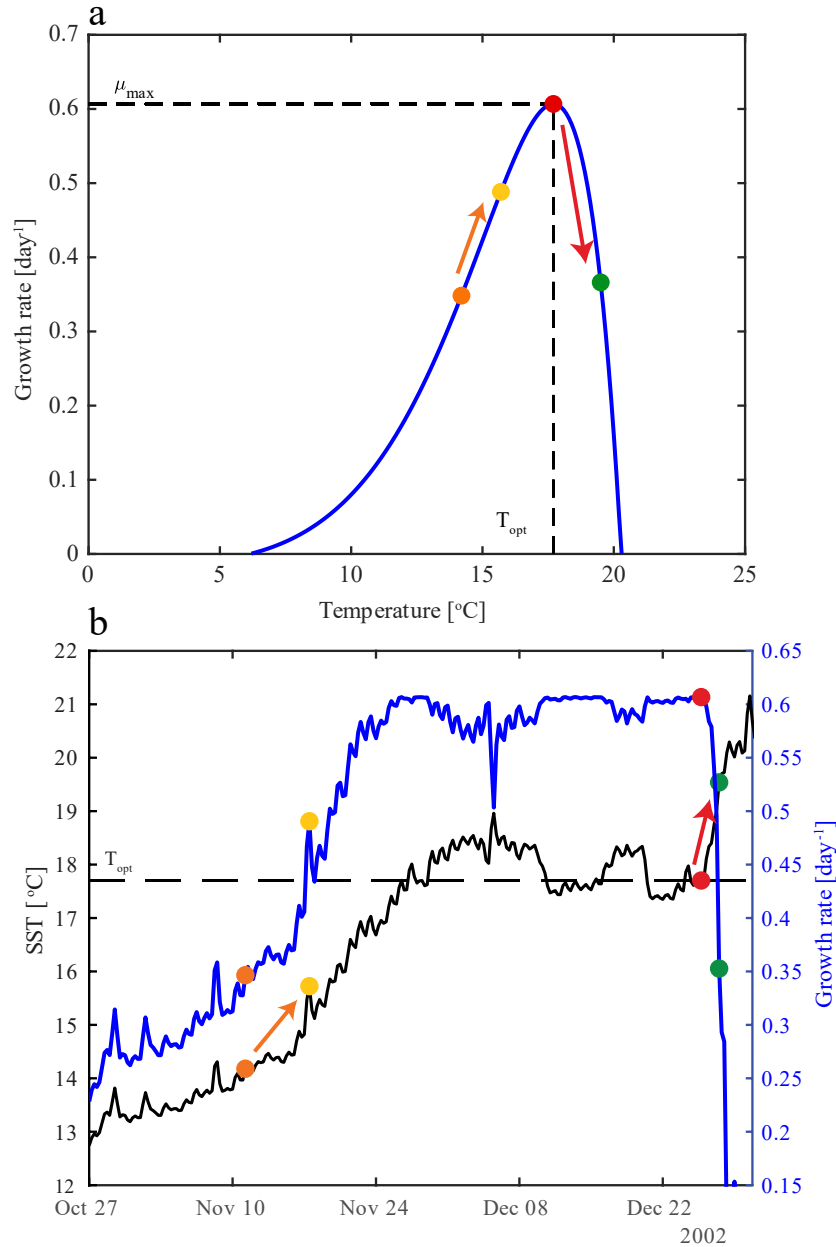 a
0.7
0.6
0.5
0.4
0.3
0.2
0.1
0
Growth rate [day-1]
μmax
Topt
0 5 10 15 20 25
Temperature [oC]
b
22
21
20
19
18
17
16
15
14
13
12
SST [ oC]
Topt
0.65
0.6
0.55
0.5
0.45
0.4
0.35
0.3
0.25
0.2
0.15
Growth rate [day-1]
Oct 27 Nov 10 Nov 24 Dec 08 Dec 22
2002